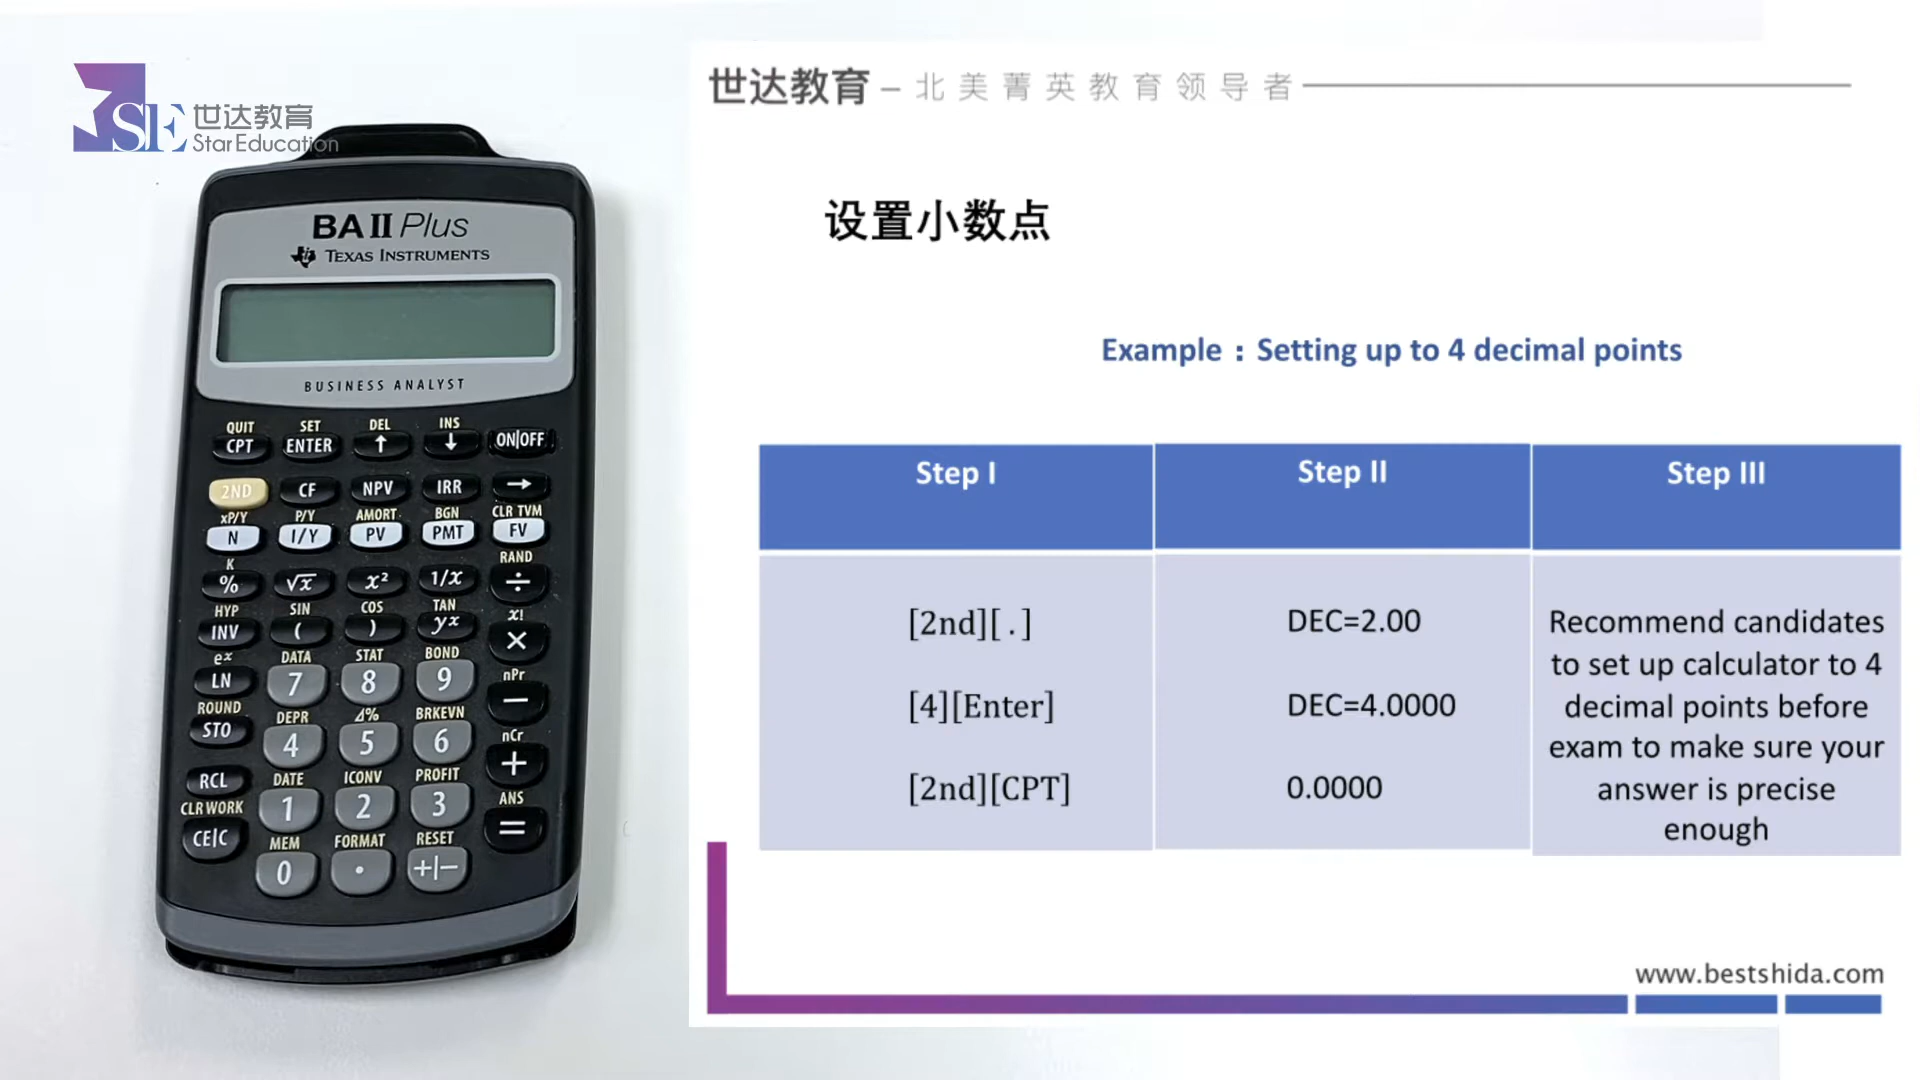 SE 世达教育
StarEducation
BA II Plus
TEXAS INSTRUMENTS
BUSINESS ANALYST
QUIT SET DEL INS
CPT ENTER ↑ ↓ ON|OFF
2ND CF NPV IRR →
xP/Y P/Y AMORT BGN CLR TVM
N I/Y PV PMT FV
K RAND
% √x x² 1/x ÷
HYP SIN COS TAN x!
INV ( ) yˣ ×
eˣ DATA STAT BOND nPr
LN 7 8 9 −
ROUND DEPR Δ% BRKEVN nCr
STO 4 5 6 +
DATE ICONV PROFIT ANS
RCL 1 2 3 =
CLR WORK MEM FORMAT RESET
CE|C 0 . +|−
世达教育 – 北美菁英教育领导者
设置小数点
Example：Setting up to 4 decimal points
Step I Step II Step III
[2nd][ . ]
[4][Enter]
[2nd][CPT]
DEC=2.00
DEC=4.0000
0.0000
Recommend candidates
to set up calculator to 4
decimal points before
exam to make sure your
answer is precise
enough
www.bestshida.com